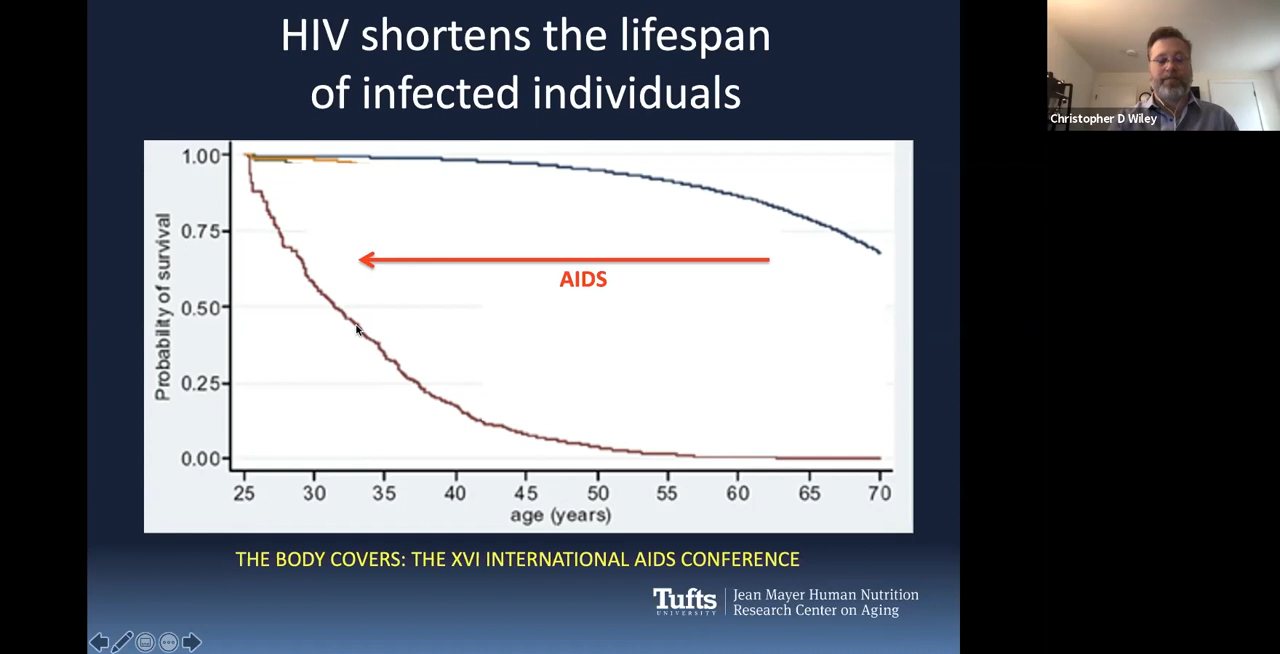 HIV shortens the lifespan
of infected individuals
Christopher D Wiley
Probability of survival
1.00
0.75
0.50
0.25
0.00
AIDS
25 30 35 40 45 50 55 60 65 70
age (years)
THE BODY COVERS: THE XVI INTERNATIONAL AIDS CONFERENCE
Tufts
UNIVERSITY
Jean Mayer Human Nutrition
Research Center on Aging